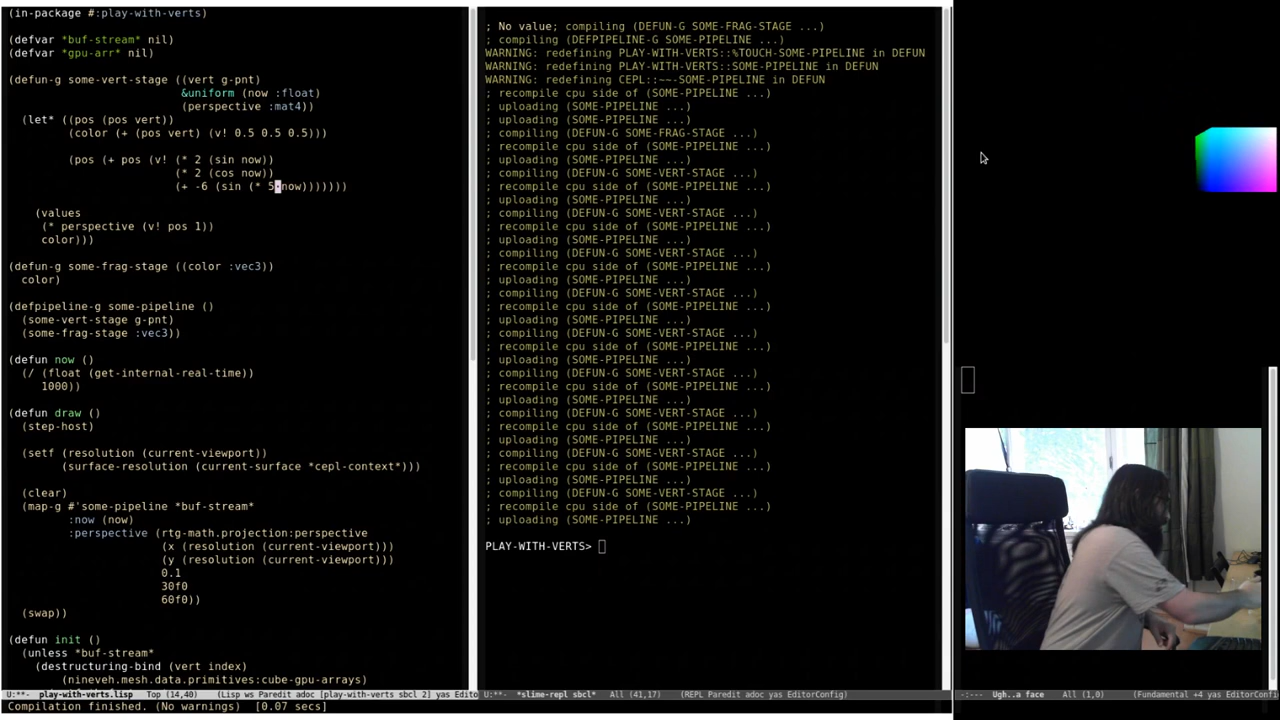 (in-package #:play-with-verts)
(defvar *buf-stream* nil)
(defvar *gpu-arr* nil)
(defun-g some-vert-stage ((vert g-pnt)
&uniform (now :float)
(perspective :mat4))
(let* ((pos (pos vert))
(color (+ (pos vert) (v! 0.5 0.5 0.5)))
(pos (+ pos (v! (* 2 (sin now))
(* 2 (cos now))
(+ -6 (sin (* 5 now)))))))
(values
(* perspective (v! pos 1))
color)))
(defun-g some-frag-stage ((color :vec3))
color)
(defpipeline-g some-pipeline ()
(some-vert-stage g-pnt)
(some-frag-stage :vec3))
(defun now ()
(/ (float (get-internal-real-time))
1000))
(defun draw ()
(step-host)
(setf (resolution (current-viewport))
(surface-resolution (current-surface *cepl-context*)))
(clear)
(map-g #'some-pipeline *buf-stream*
:now (now)
:perspective (rtg-math.projection:perspective
(x (resolution (current-viewport)))
(y (resolution (current-viewport)))
0.1
30f0
60f0))
(swap))
(defun init ()
(unless *buf-stream*
(destructuring-bind (vert index)
(nineveh.mesh.data.primitives:cube-gpu-arrays)
U:**- play-with-verts.lisp Top (14,40) (Lisp ws Paredit adoc [play-with-verts sbcl 2] yas Edito
Compilation finished. (No warnings) [0.07 secs]
; No value; compiling (DEFUN-G SOME-FRAG-STAGE ...)
; compiling (DEFPIPELINE-G SOME-PIPELINE ...)
WARNING: redefining PLAY-WITH-VERTS::%TOUCH-SOME-PIPELINE in DEFUN
WARNING: redefining PLAY-WITH-VERTS::SOME-PIPELINE in DEFUN
WARNING: redefining CEPL::~~-SOME-PIPELINE in DEFUN
; recompile cpu side of (SOME-PIPELINE ...)
; uploading (SOME-PIPELINE ...)
; uploading (SOME-PIPELINE ...)
; compiling (DEFUN-G SOME-FRAG-STAGE ...)
; recompile cpu side of (SOME-PIPELINE ...)
; uploading (SOME-PIPELINE ...)
; compiling (DEFUN-G SOME-VERT-STAGE ...)
; recompile cpu side of (SOME-PIPELINE ...)
; uploading (SOME-PIPELINE ...)
; compiling (DEFUN-G SOME-VERT-STAGE ...)
; recompile cpu side of (SOME-PIPELINE ...)
; uploading (SOME-PIPELINE ...)
; compiling (DEFUN-G SOME-VERT-STAGE ...)
; recompile cpu side of (SOME-PIPELINE ...)
; uploading (SOME-PIPELINE ...)
; compiling (DEFUN-G SOME-VERT-STAGE ...)
; recompile cpu side of (SOME-PIPELINE ...)
; uploading (SOME-PIPELINE ...)
; compiling (DEFUN-G SOME-VERT-STAGE ...)
; recompile cpu side of (SOME-PIPELINE ...)
; uploading (SOME-PIPELINE ...)
; compiling (DEFUN-G SOME-VERT-STAGE ...)
; recompile cpu side of (SOME-PIPELINE ...)
; uploading (SOME-PIPELINE ...)
; compiling (DEFUN-G SOME-VERT-STAGE ...)
; recompile cpu side of (SOME-PIPELINE ...)
; uploading (SOME-PIPELINE ...)
; compiling (DEFUN-G SOME-VERT-STAGE ...)
; recompile cpu side of (SOME-PIPELINE ...)
; uploading (SOME-PIPELINE ...)
; compiling (DEFUN-G SOME-VERT-STAGE ...)
; recompile cpu side of (SOME-PIPELINE ...)
; uploading (SOME-PIPELINE ...)
PLAY-WITH-VERTS>
U:**- *slime-repl sbcl* All (41,17) (REPL Paredit adoc EditorConfig)
-:--- Ugh..a face All (1,0) (Fundamental +4 yas EditorConfig